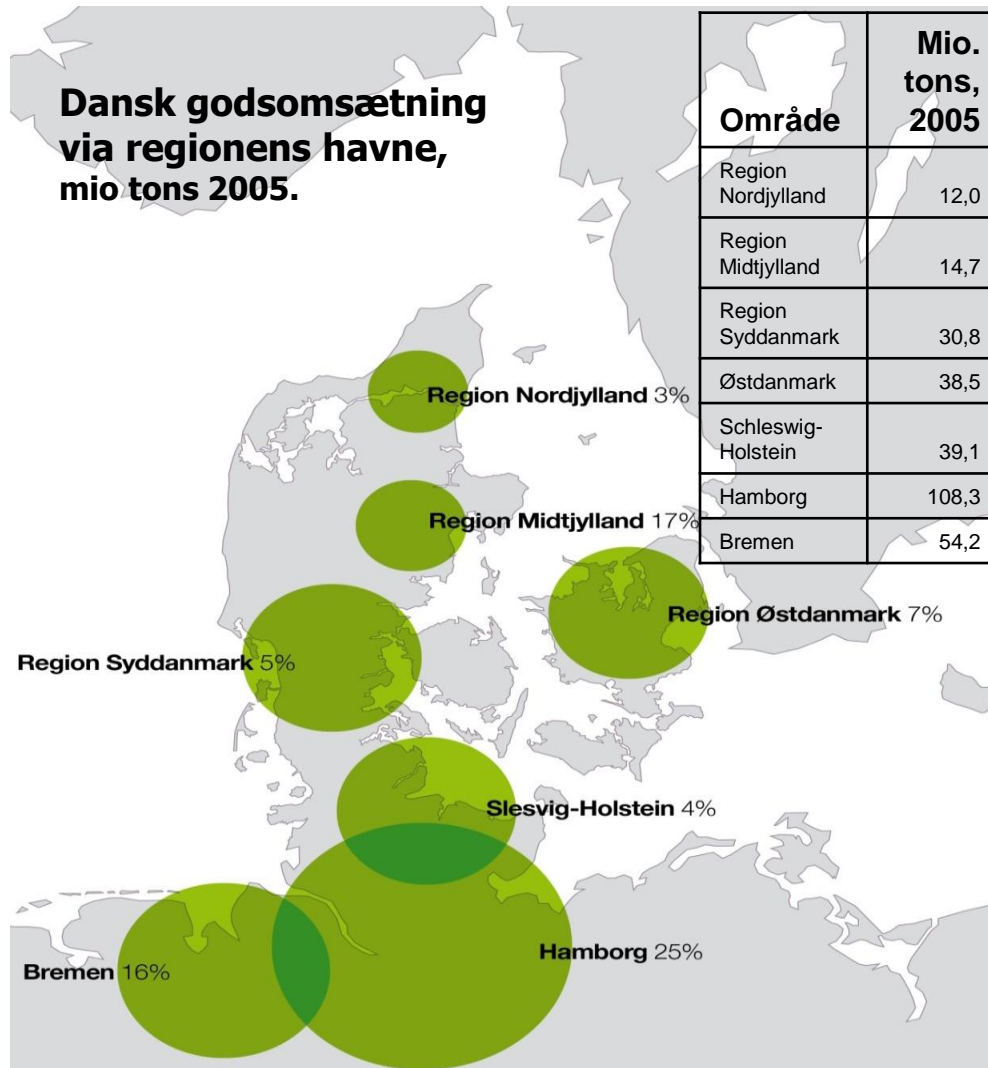 Dansk godsomsætning
via regionens havne,
mio tons 2005.
Område
Mio.
tons,
2005
Region
Nordjylland
12,0
Region
Midtjylland
14,7
Region
Syddanmark
30,8
Østdanmark
38,5
Schleswig-
Holstein
39,1
Hamborg
108,3
Bremen
54,2
Region Nordjylland 3%
Region Midtjylland 17%
Region Østdanmark 7%
Region Syddanmark 5%
Slesvig-Holstein 4%
Hamborg 25%
Bremen 16%